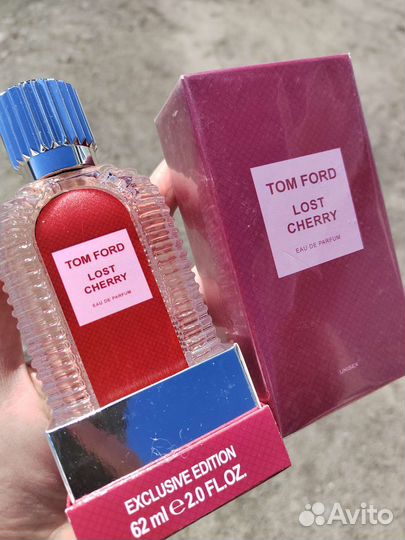 TOM FORD
LOST
CHERRY
EAU DE PARFUM
EXCLUSIVE EDITION
62 ml e 2.0 FL.OZ.
TOM FORD
LOST
CHERRY
EAU DE PARFUM
UNISEX
Avito